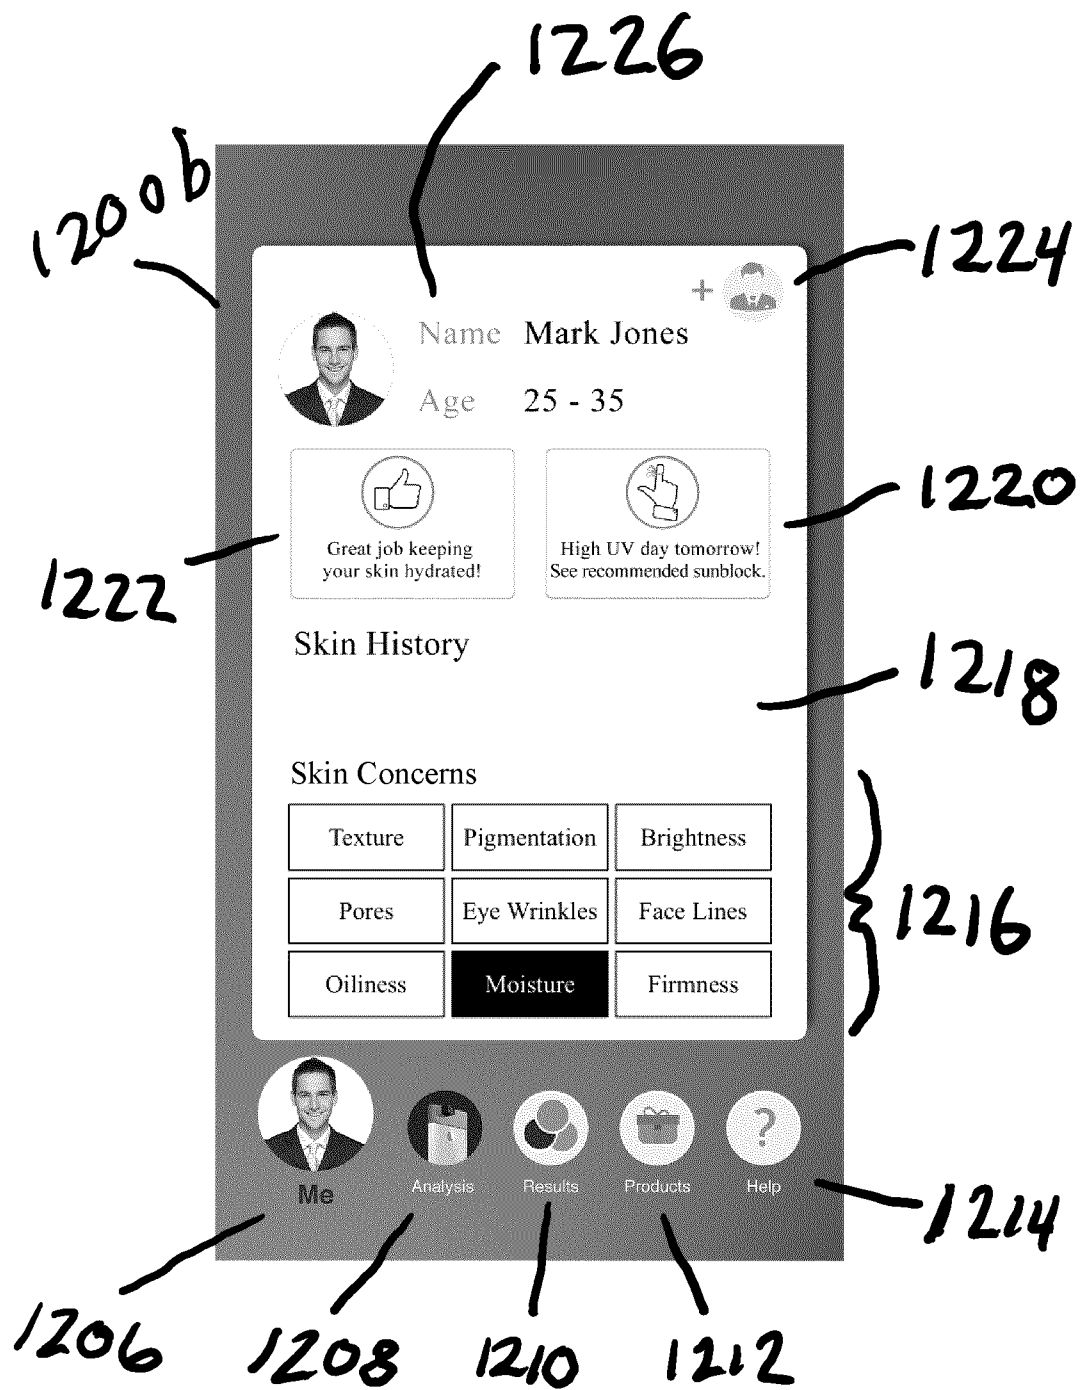 1226
1200b
1224
Name Mark Jones
Age 25 - 35
1220
Great job keeping
your skin hydrated!
High UV day tomorrow!
See recommended sunblock.
1222
Skin History
1218
Skin Concerns
Texture Pigmentation Brightness
Pores Eye Wrinkles Face Lines
1216
Oiliness Moisture Firmness
Me Analysis Results Products Help
?
1214
1206 1208 1210 1212